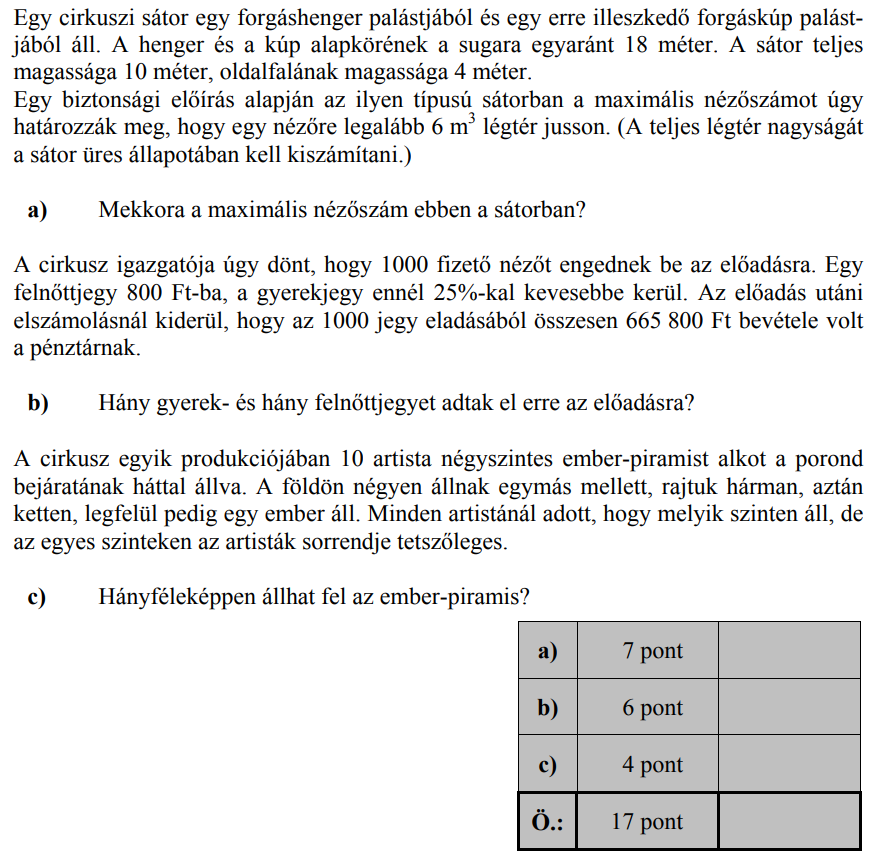 Egy cirkuszi sátor egy forgáshenger palástjából és egy erre illeszkedő forgáskúp palást-
jából áll. A henger és a kúp alapkörének a sugara egyaránt 18 méter. A sátor teljes
magassága 10 méter, oldalfalának magassága 4 méter.
Egy biztonsági előírás alapján az ilyen típusú sátorban a maximális nézőszámot úgy
határozzák meg, hogy egy nézőre legalább 6 m³ légtér jusson. (A teljes légtér nagyságát
a sátor üres állapotában kell kiszámítani.)
a) Mekkora a maximális nézőszám ebben a sátorban?
A cirkusz igazgatója úgy dönt, hogy 1000 fizető nézőt engednek be az előadásra. Egy
felnőttjegy 800 Ft-ba, a gyerekjegy ennél 25%-kal kevesebbe kerül. Az előadás utáni
elszámolásnál kiderül, hogy az 1000 jegy eladásából összesen 665 800 Ft bevétele volt
a pénztárnak.
b) Hány gyerek- és hány felnőttjegyet adtak el erre az előadásra?
A cirkusz egyik produkciójában 10 artista négyszintes ember-piramist alkot a porond
bejáratának háttal állva. A földön négyen állnak egymás mellett, rajtuk hárman, aztán
ketten, legfelül pedig egy ember áll. Minden artistánál adott, hogy melyik szinten áll, de
az egyes szinteken az artisták sorrendje tetszőleges.
c) Hányféleképpen állhat fel az ember-piramis?
a) 7 pont
b) 6 pont
c) 4 pont
Ö.: 17 pont